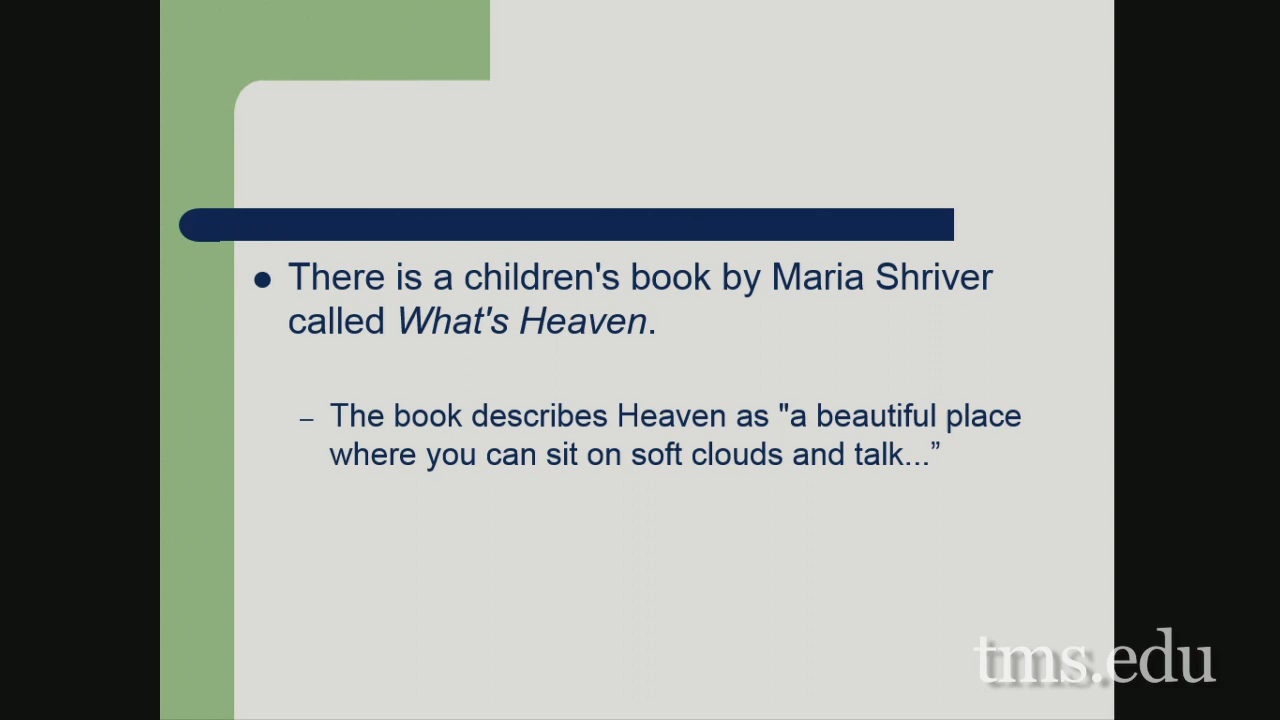 ● There is a children's book by Maria Shriver
called What's Heaven.
– The book describes Heaven as "a beautiful place
where you can sit on soft clouds and talk...”
tms.edu